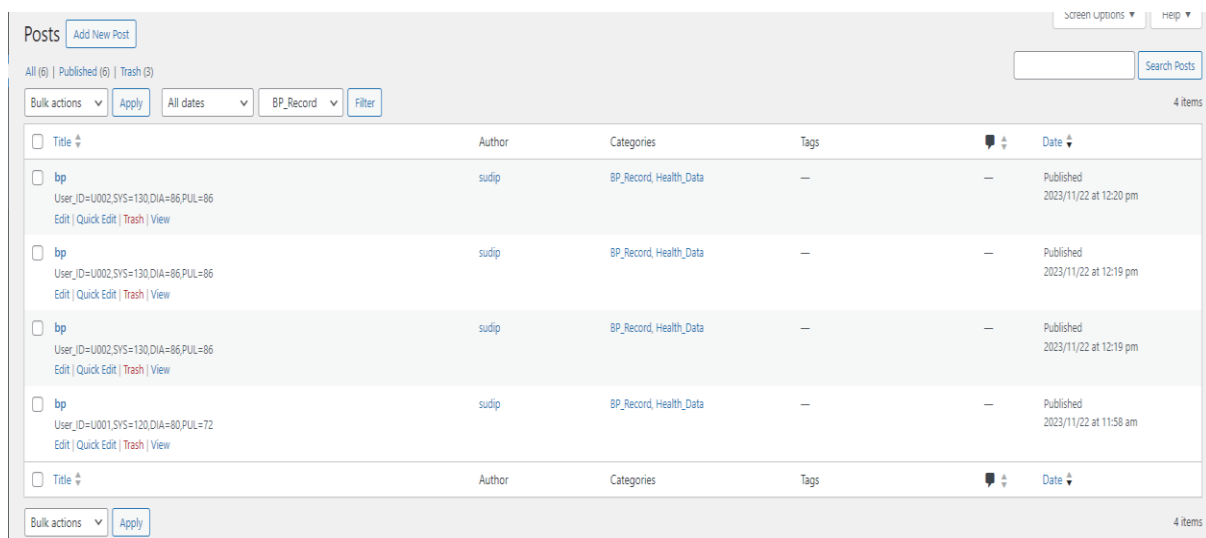 Screen Options ▼ Help ▼
Posts Add New Post
All (6) | Published (6) | Trash (3)
Search Posts
Bulk actions Apply All dates BP_Record Filter
4 items
Title Author Categories Tags Date
bp sudip BP_Record, Health_Data — — Published
User_ID=U002,SYS=130,DIA=86,PUL=86 2023/11/22 at 12:20 pm
Edit | Quick Edit | Trash | View
bp sudip BP_Record, Health_Data — — Published
User_ID=U002,SYS=130,DIA=86,PUL=86 2023/11/22 at 12:19 pm
Edit | Quick Edit | Trash | View
bp sudip BP_Record, Health_Data — — Published
User_ID=U002,SYS=130,DIA=86,PUL=86 2023/11/22 at 12:19 pm
Edit | Quick Edit | Trash | View
bp sudip BP_Record, Health_Data — — Published
User_ID=U001,SYS=120,DIA=80,PUL=72 2023/11/22 at 11:58 am
Edit | Quick Edit | Trash | View
Title Author Categories Tags Date
Bulk actions Apply 4 items